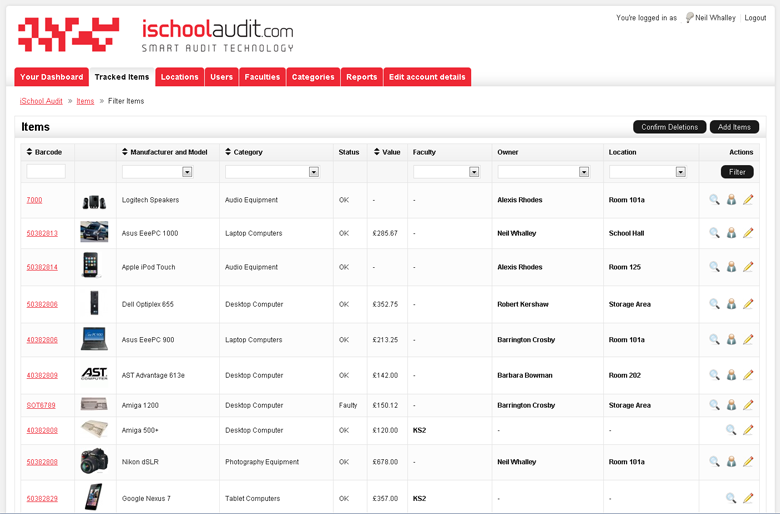 You're logged in as Neil Whalley Logout
ischoolaudit.com
SMART AUDIT TECHNOLOGY
Your Dashboard Tracked Items Locations Users Faculties Categories Reports Edit account details
iSchool Audit » Items » Filter Items
Items Confirm Deletions Add Items
Barcode Manufacturer and Model Category Status Value Faculty Owner Location Actions
Filter
7000 Logitech Speakers Audio Equipment OK - - Alexis Rhodes Room 101a
50382813 Asus EeePC 1000 Laptop Computers OK £285.67 - Neil Whalley School Hall
50382814 Apple iPod Touch Audio Equipment OK - - Alexis Rhodes Room 125
50382806 Dell Optiplex 655 Desktop Computer OK £352.75 - Robert Kershaw Storage Area
40382806 Asus EeePC 900 Laptop Computers OK £213.25 - Barrington Crosby Room 101a
40382809 AST COMPUTER AST Advantage 613e Desktop Computer OK £142.00 - Barbara Bowman Room 202
SOT6789 Amiga 1200 Desktop Computer Faulty £150.12 - Barrington Crosby Storage Area
40382808 Amiga 500+ Desktop Computer OK £120.00 KS2 - -
50382808 Nikon dSLR Photography Equipment OK £678.00 - Neil Whalley Room 101a
50382829 Google Nexus 7 Tablet Computers OK £357.00 KS2 - -